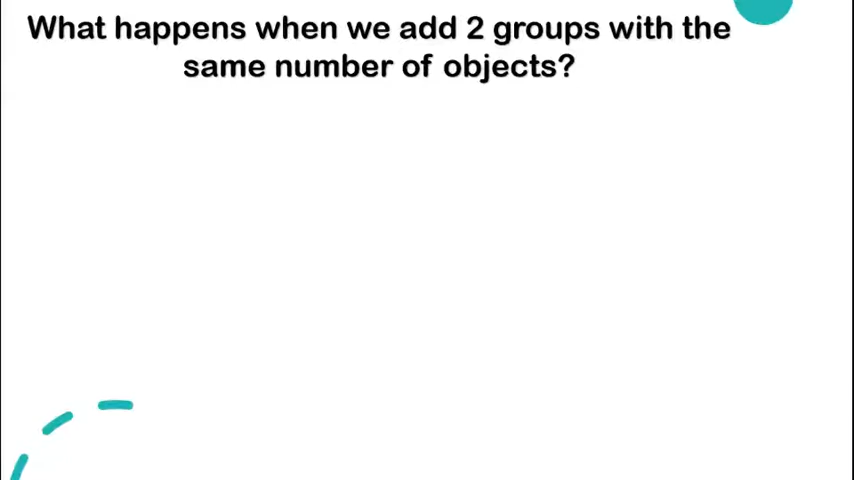 What happens when we add 2 groups with the
same number of objects?